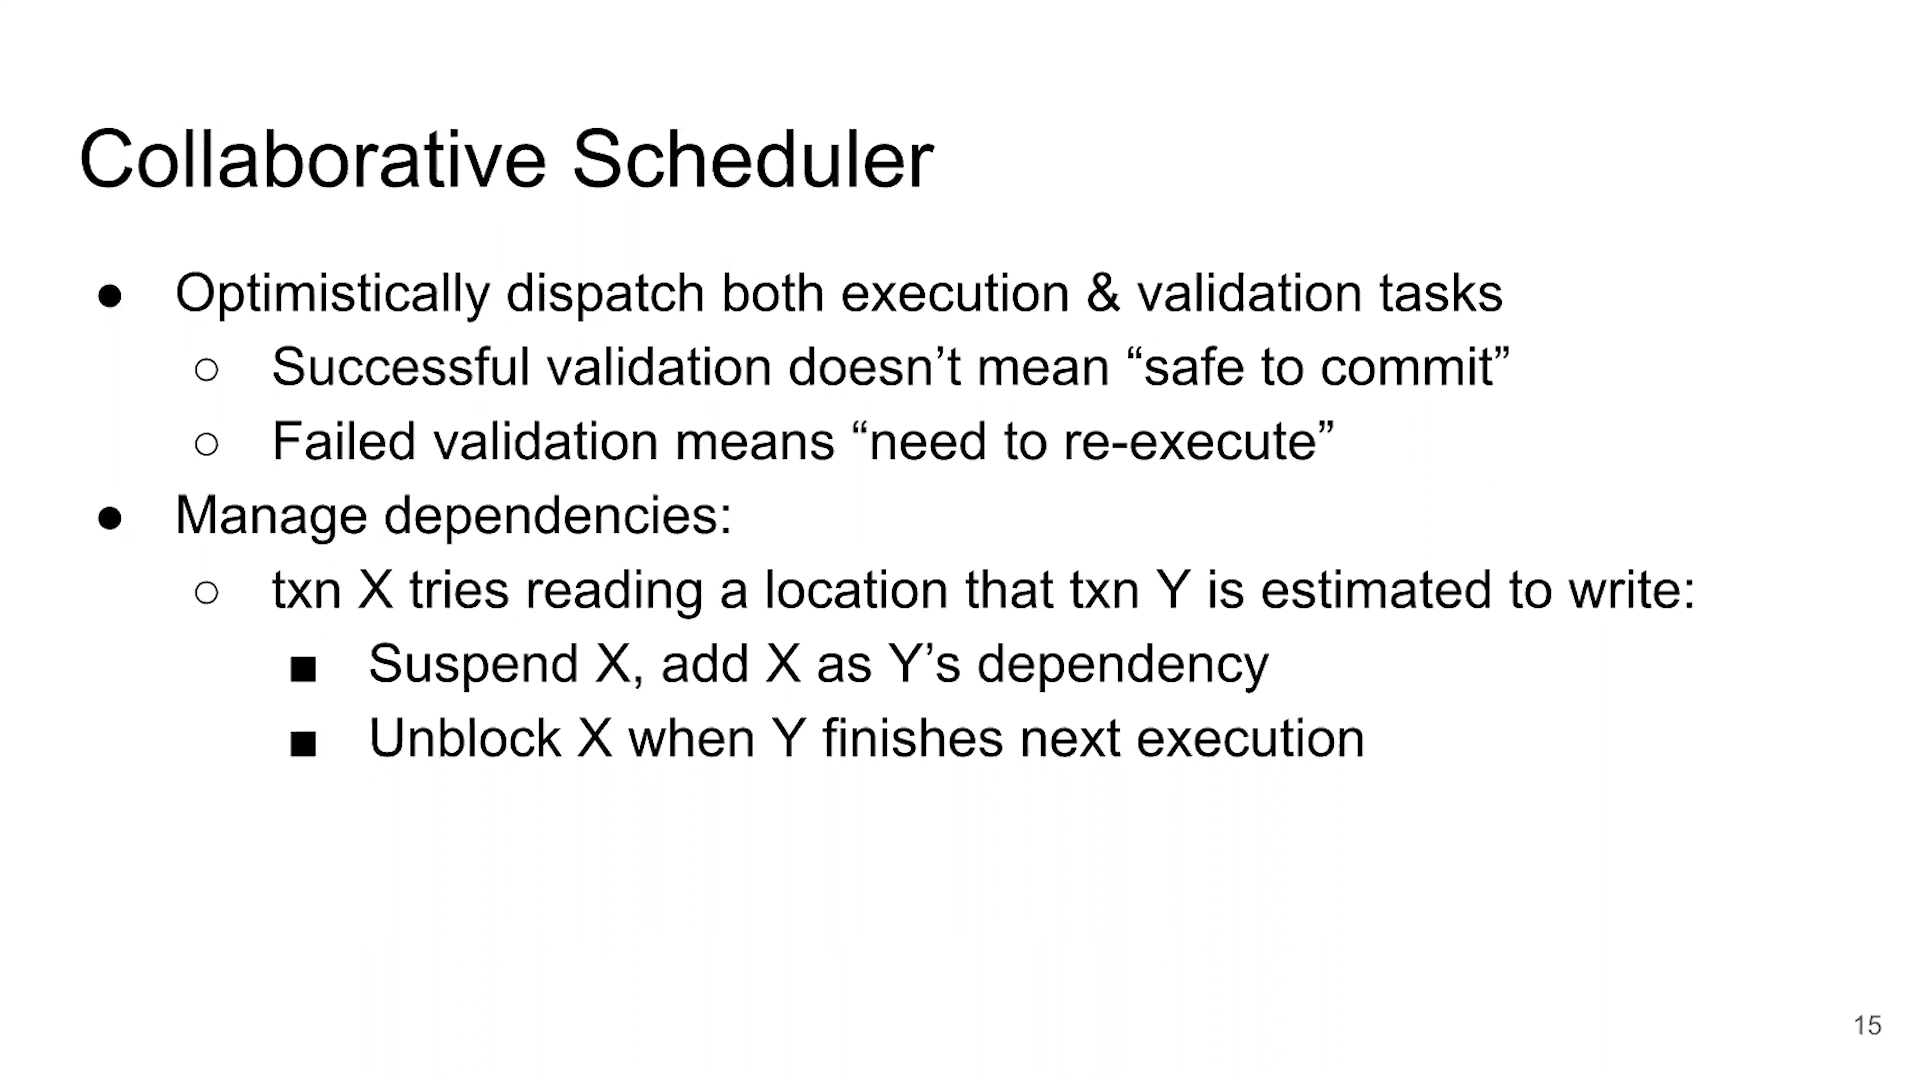 Collaborative Scheduler
● Optimistically dispatch both execution & validation tasks
○ Successful validation doesn’t mean “safe to commit”
○ Failed validation means “need to re-execute”
● Manage dependencies:
○ txn X tries reading a location that txn Y is estimated to write:
■ Suspend X, add X as Y’s dependency
■ Unblock X when Y finishes next execution
15